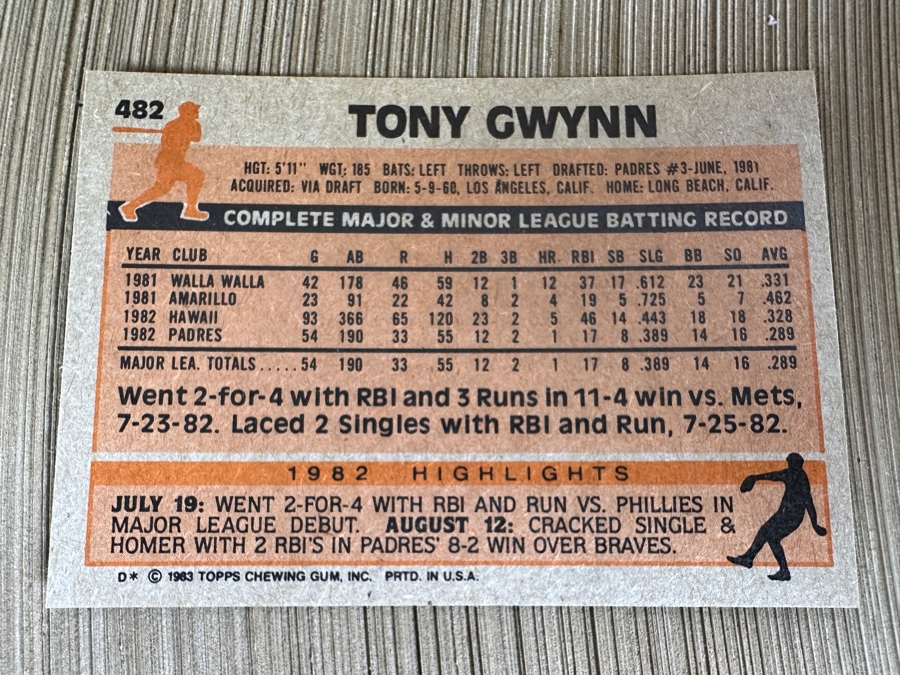 482
TONY GWYNN
HGT: 5'11" WGT: 185 BATS: LEFT THROWS: LEFT DRAFTED: PADRES #3-JUNE, 1981
ACQUIRED: VIA DRAFT BORN: 5-9-60, LOS ANGELES, CALIF. HOME: LONG BEACH, CALIF.
COMPLETE MAJOR & MINOR LEAGUE BATTING RECORD
YEAR CLUB G AB R H 2B 3B HR. RBI SB SLG BB SO AVG
1981 WALLA WALLA 42 178 46 59 12 1 12 37 17 .612 23 21 .331
1981 AMARILLO 23 91 22 42 8 2 4 19 5 .725 5 7 .462
1982 HAWAII 93 366 65 120 23 2 5 46 14 .443 18 18 .328
1982 PADRES 54 190 33 55 12 2 1 17 8 .389 14 16 .289
MAJOR LEA. TOTALS.....54 190 33 55 12 2 1 17 8 .389 14 16 .289
Went 2-for-4 with RBI and 3 Runs in 11-4 win vs. Mets,
7-23-82. Laced 2 Singles with RBI and Run, 7-25-82.
1982 HIGHLIGHTS
JULY 19: WENT 2-FOR-4 WITH RBI AND RUN VS. PHILLIES IN
MAJOR LEAGUE DEBUT. AUGUST 12: CRACKED SINGLE &
HOMER WITH 2 RBI'S IN PADRES' 8-2 WIN OVER BRAVES.
D* © 1983 TOPPS CHEWING GUM, INC. PRTD. IN U.S.A.